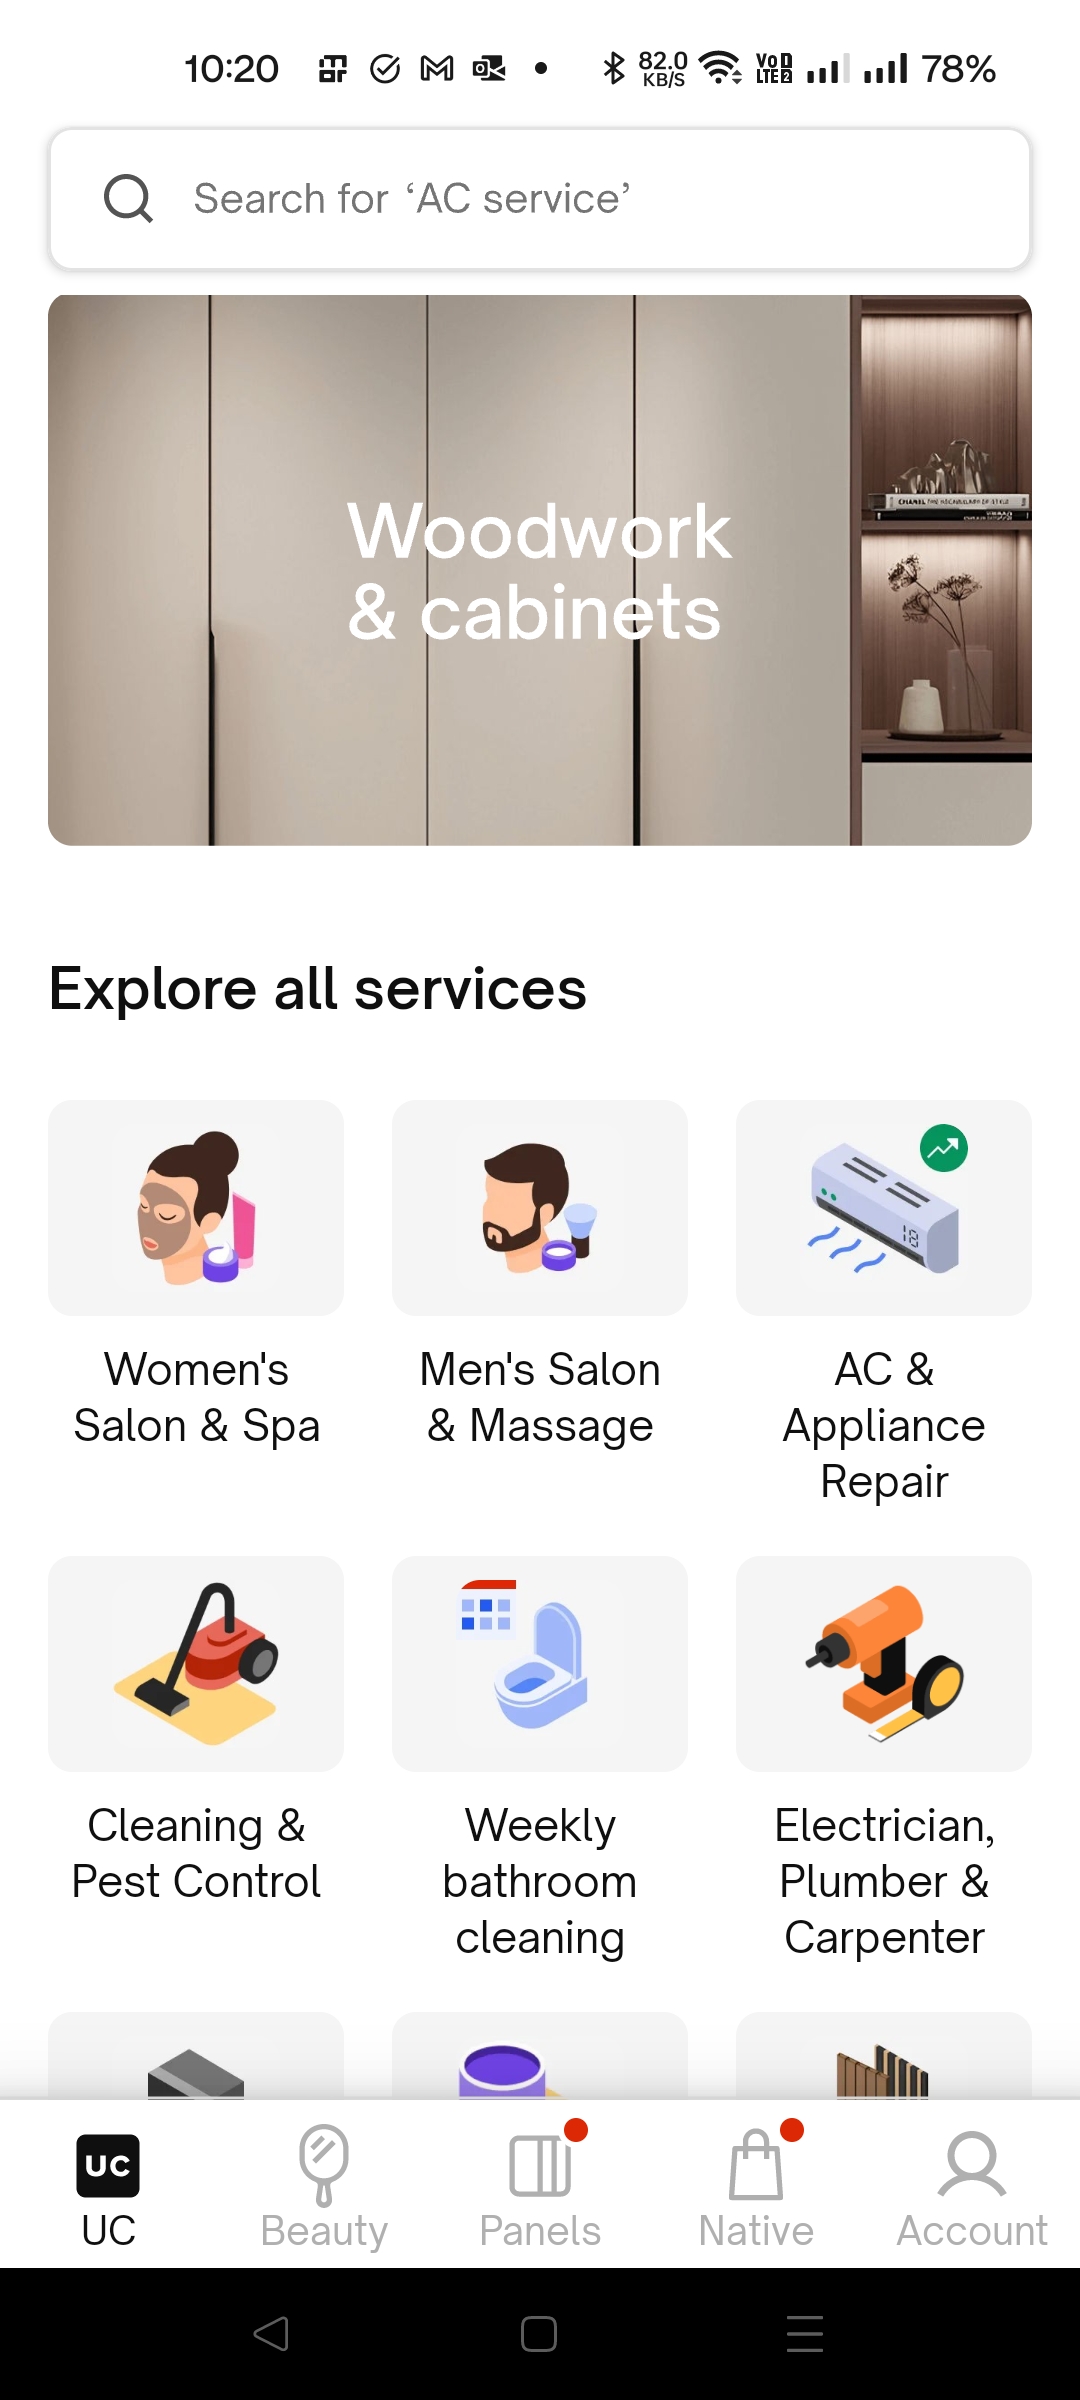 10:20
82.0
KB/S
78%
Search for ‘AC service’
Woodwork
& cabinets
Explore all services
Women's
Salon & Spa
Men's Salon
& Massage
AC &
Appliance
Repair
Cleaning &
Pest Control
Weekly
bathroom
cleaning
Electrician,
Plumber &
Carpenter
UC
UC
Beauty
Panels
Native
Account